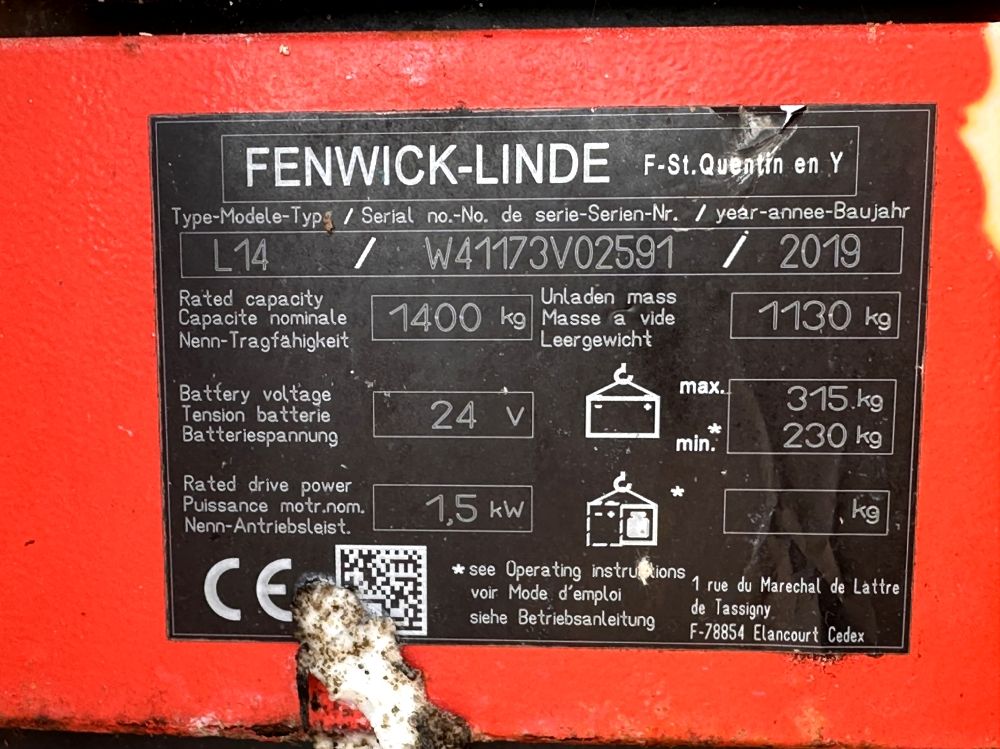 FENWICK-LINDE F-St.Quentin en Y
Type-Modele-Typ / Serial no.-No. de serie-Serien-Nr. / year-annee-Baujahr
L14 / W41173V02591 / 2019
Rated capacity
Capacite nominale
Nenn-Tragfähigkeit
1400 kg
Unladen mass
Masse a vide
Leergewicht
1130 kg
Battery voltage
Tension batterie
Batteriespannung
24 V
max. 315 kg
min.* 230 kg
Rated drive power
Puissance motr.nom.
Nenn-Antriebsleist.
1,5 kW
* kg
CE
* see Operating instructions
voir Mode d'emploi
siehe Betriebsanleitung
1 rue du Marechal de Lattre
de Tassigny
F-78854 Elancourt Cedex